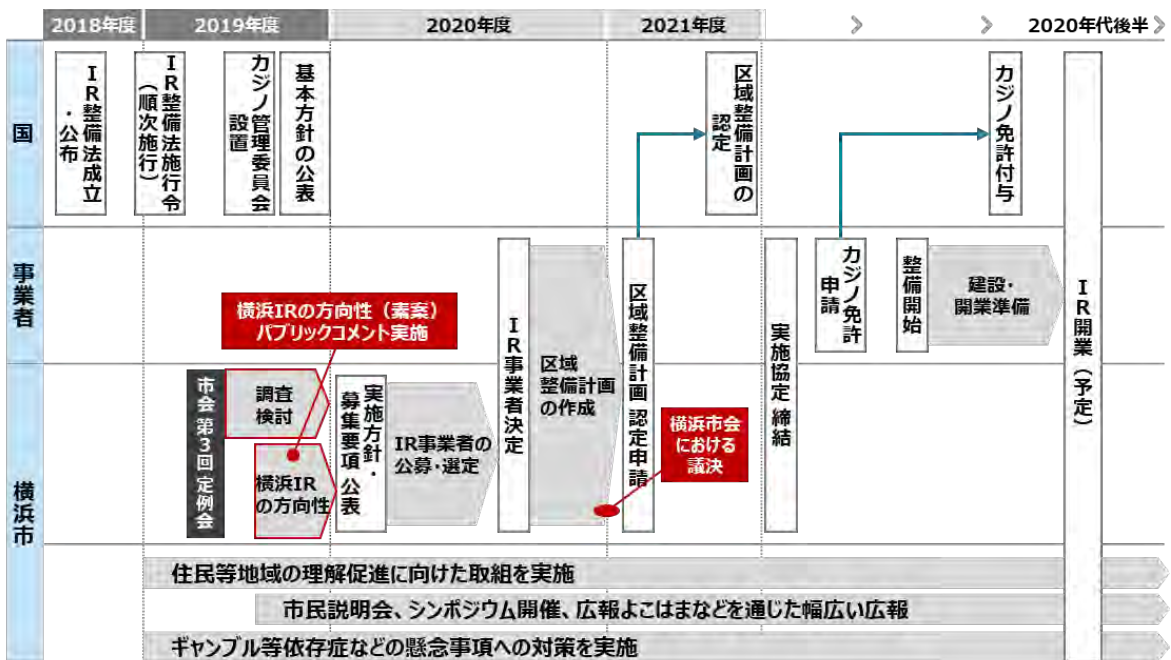 2018年度
2019年度
2020年度
2021年度
2020年代後半
国
IR整備法成立
・公布
IR整備法施行令
(順次施行)
カジノ管理委員会
設置
基本方針の公表
区域整備計画の
認定
カジノ免許付与
事業者
横浜IRの方向性(素案)
パブリックコメント実施
IR事業者決定
区域
整備計画
の作成
区域整備計画 認定申請
実施協定 締結
カジノ免許
申請
整備開始
建設・
開業準備
IR開業(予定)
横浜市
市会 第3回 定例会
調査
検討
横浜IR
の方向性
実施方針・
募集要項 公表
IR事業者の
公募・選定
横浜市会
における
議決
住民等地域の理解促進に向けた取組を実施
市民説明会、シンポジウム開催、広報よこはまなどを通じた幅広い広報
ギャンブル等依存症などの懸念事項への対策を実施